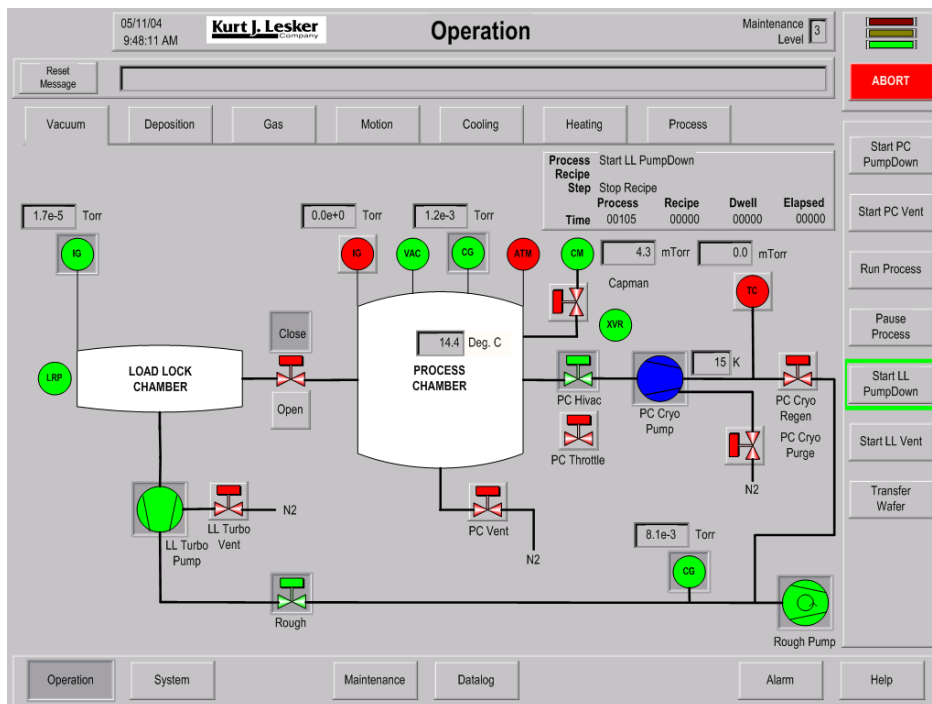 05/11/04
9:48:11 AM
Kurt J. Lesker
Company
Operation
Maintenance
Level
3
Reset
Message
ABORT
Vacuum
Deposition
Gas
Motion
Cooling
Heating
Process
Process Start LL PumpDown
Recipe
Step Stop Recipe
Process Recipe Dwell Elapsed
Time 00105 00000 00000 00000
Start PC
PumpDown
Start PC Vent
Run Process
Pause
Process
Start LL
PumpDown
Start LL Vent
Transfer
Wafer
1.7e-5 Torr
0.0e+0 Torr
1.2e-3 Torr
IG
IG
VAC
CG
ATM
CM
4.3 mTorr
0.0 mTorr
Capman
TC
XVR
Close
14.4 Deg. C
LRP
LOAD LOCK
CHAMBER
PROCESS
CHAMBER
15 K
Open
PC Hivac
PC Cryo
Pump
PC Cryo
Regen
PC Throttle
PC Cryo
Purge
N2
LL Turbo
Pump
LL Turbo
Vent
N2
PC Vent
N2
8.1e-3 Torr
CG
Rough
Rough Pump
Operation
System
Maintenance
Datalog
Alarm
Help